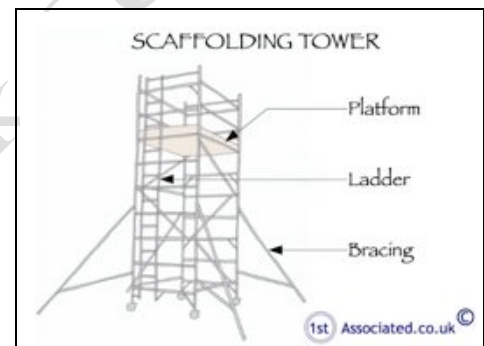 SCAFFOLDING TOWER
Platform
Ladder
Bracing
1st Associated.co.uk ©